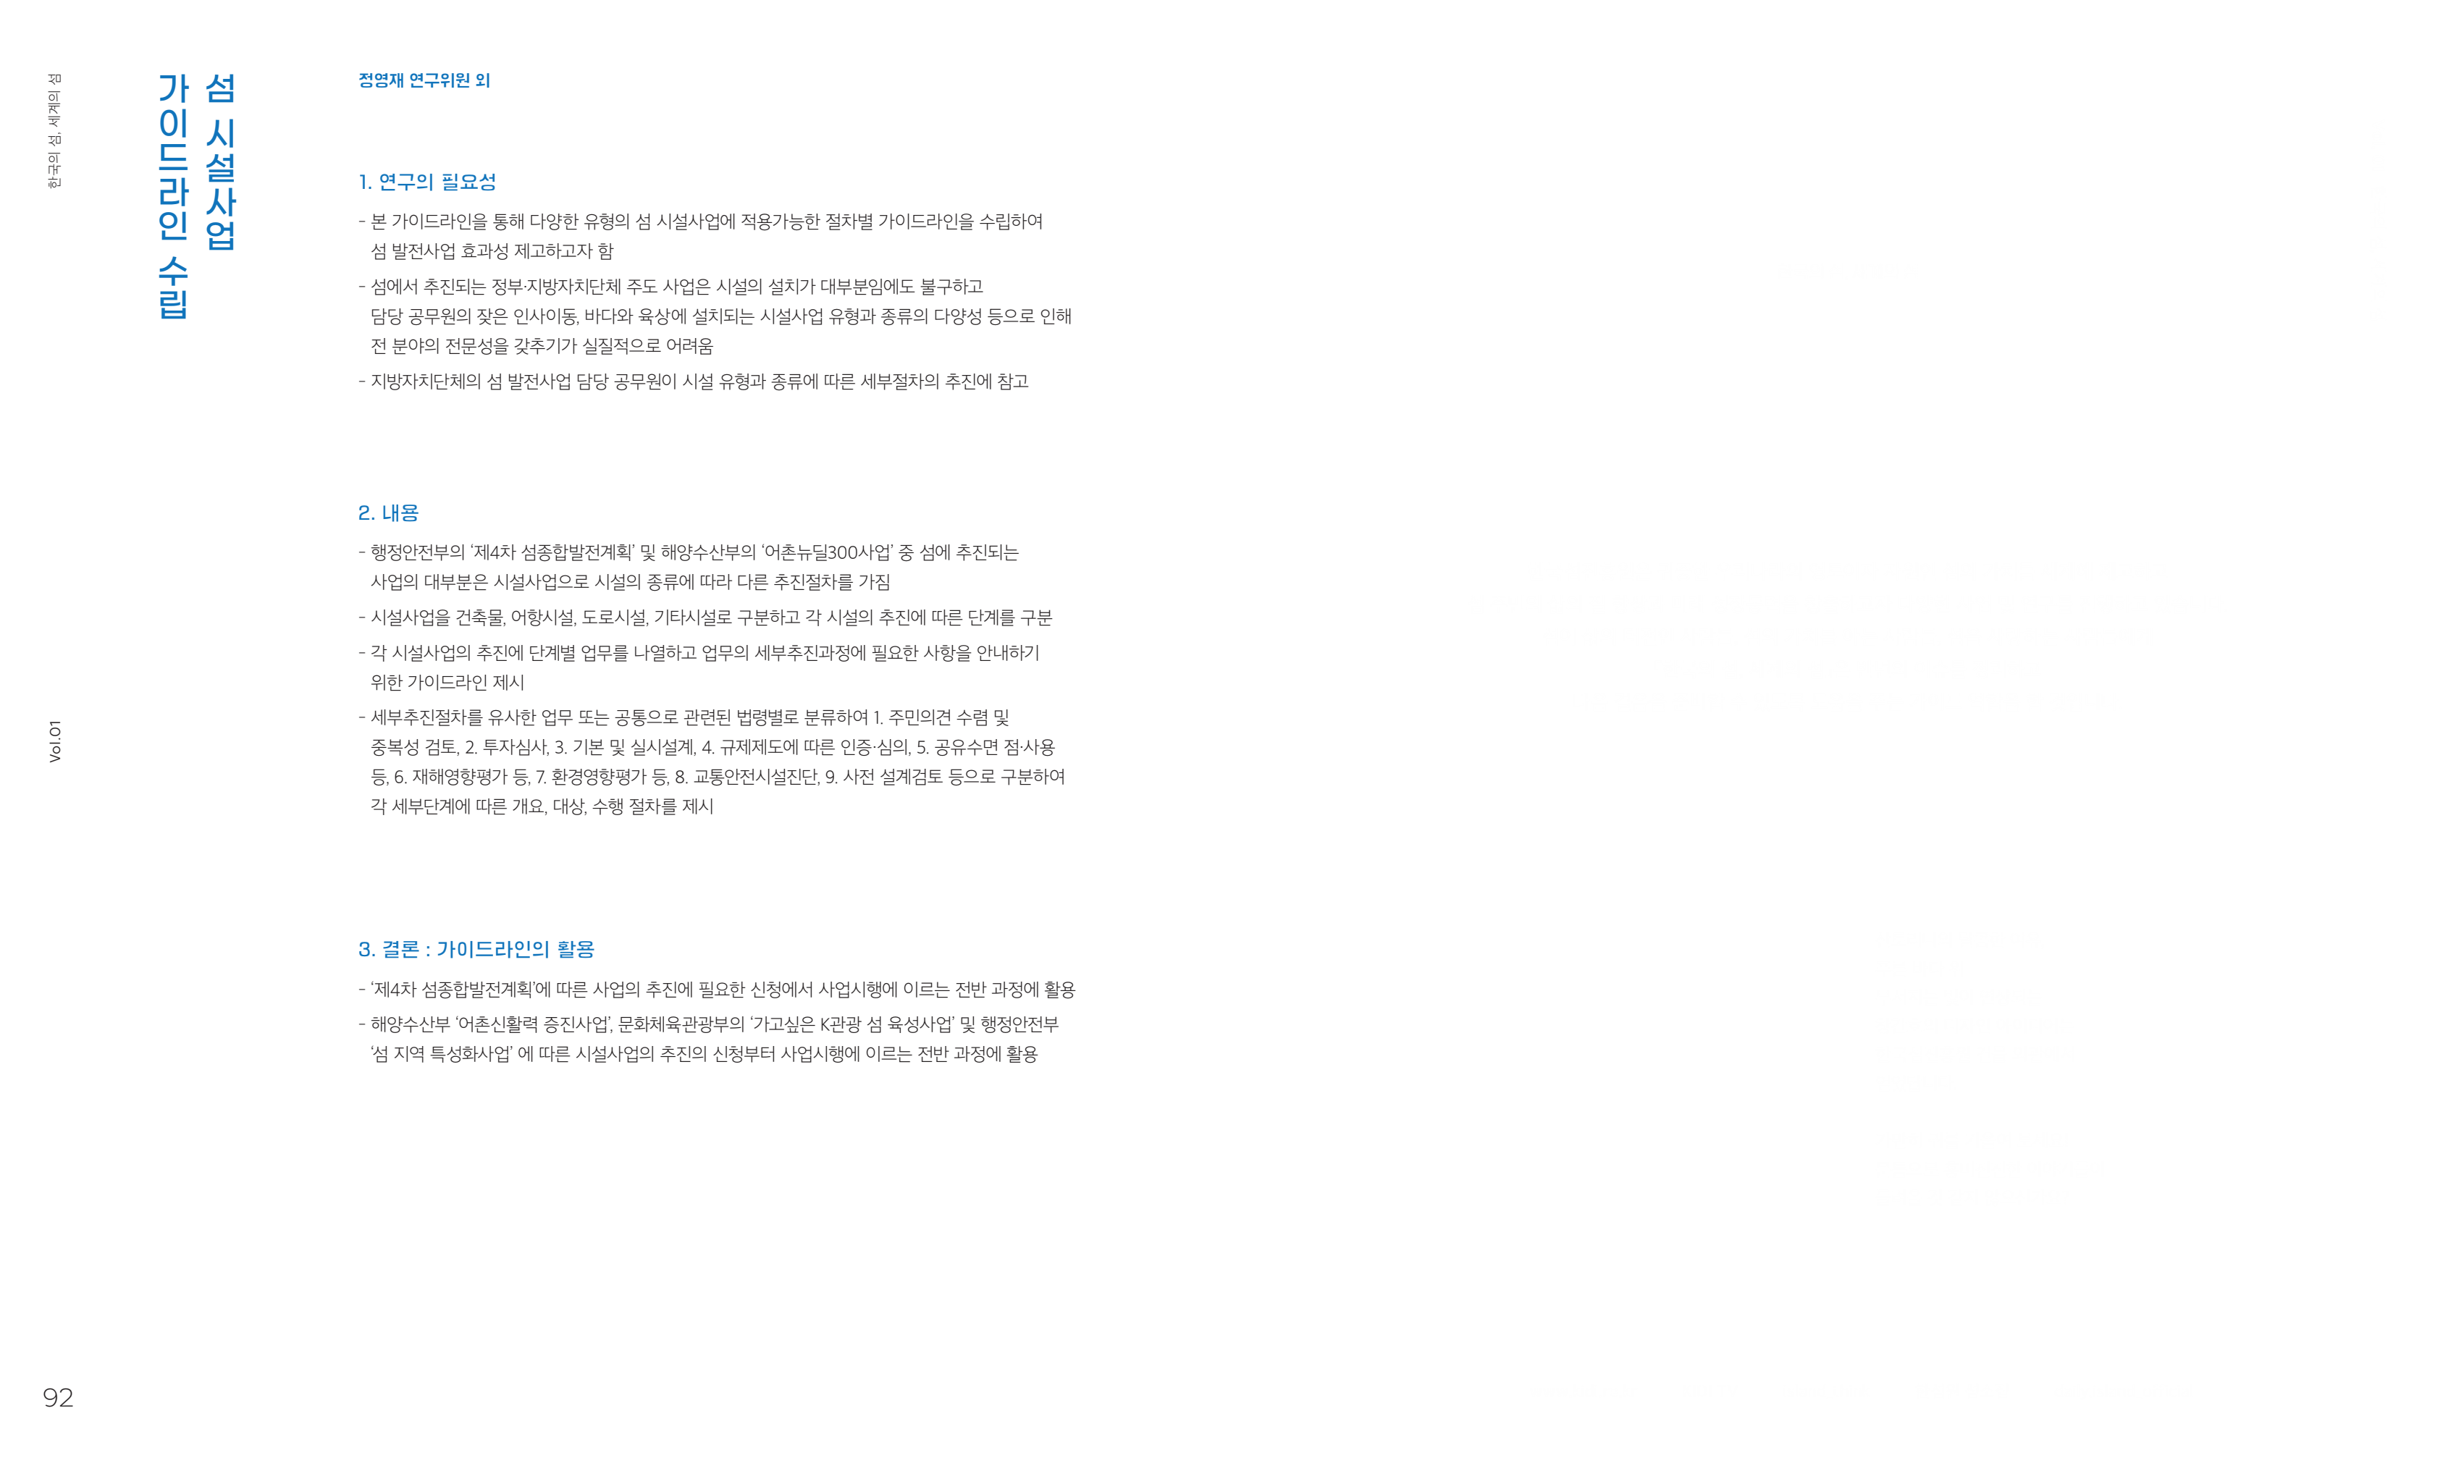 한국의 섬, 세계의 섬
섬 시설사업
가이드라인 수립
정영재 연구위원 외
1. 연구의 필요성
- 본 가이드라인을 통해 다양한 유형의 섬 시설사업에 적용가능한 절차별 가이드라인을 수립하여
섬 발전사업 효과성 제고하고자 함
- 섬에서 추진되는 정부·지방자치단체 주도 사업은 시설의 설치가 대부분임에도 불구하고
담당 공무원의 잦은 인사이동, 바다와 육상에 설치되는 시설사업 유형과 종류의 다양성 등으로 인해
전 분야의 전문성을 갖추기가 실질적으로 어려움
- 지방자치단체의 섬 발전사업 담당 공무원이 시설 유형과 종류에 따른 세부절차의 추진에 참고
2. 내용
- 행정안전부의 ‘제4차 섬종합발전계획’ 및 해양수산부의 ‘어촌뉴딜300사업’ 중 섬에 추진되는
사업의 대부분은 시설사업으로 시설의 종류에 따라 다른 추진절차를 가짐
- 시설사업을 건축물, 어항시설, 도로시설, 기타시설로 구분하고 각 시설의 추진에 따른 단계를 구분
- 각 시설사업의 추진에 단계별 업무를 나열하고 업무의 세부추진과정에 필요한 사항을 안내하기
위한 가이드라인 제시
- 세부추진절차를 유사한 업무 또는 공통으로 관련된 법령별로 분류하여 1. 주민의견 수렴 및
중복성 검토, 2. 투자심사, 3. 기본 및 실시설계, 4. 규제제도에 따른 인증·심의, 5. 공유수면 점·사용
등, 6. 재해영향평가 등, 7. 환경영향평가 등, 8. 교통안전시설진단, 9. 사전 설계검토 등으로 구분하여
각 세부단계에 따른 개요, 대상, 수행 절차를 제시
3. 결론 : 가이드라인의 활용
- ‘제4차 섬종합발전계획’에 따른 사업의 추진에 필요한 신청에서 사업시행에 이르는 전반 과정에 활용
- 해양수산부 ‘어촌신활력 증진사업’, 문화체육관광부의 ‘가고싶은 K관광 섬 육성사업’ 및 행정안전부
‘섬 지역 특성화사업’ 에 따른 시설사업의 추진의 신청부터 사업시행에 이르는 전반 과정에 활용
Vol.01
92